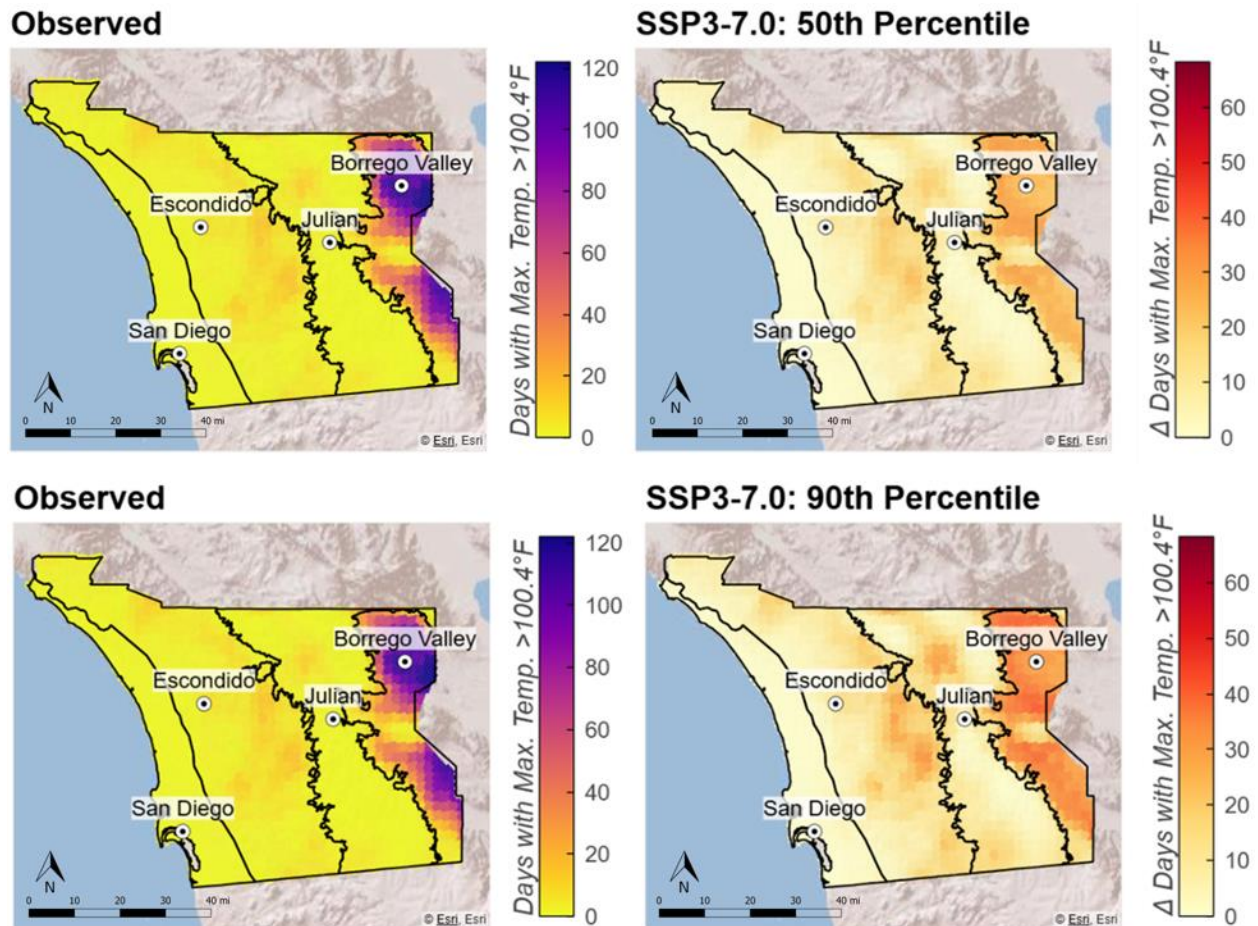 Observed
SSP3-7.0: 50th Percentile
Borrego Valley
Escondido
Julian
San Diego
N
0 10 20 30 40 mi
© Esri, Esri
Days with Max. Temp. >100.4°F
120
100
80
60
40
20
0
Borrego Valley
Escondido
Julian
San Diego
N
0 10 20 30 40 mi
© Esri, Esri
Δ Days with Max. Temp. >100.4°F
60
50
40
30
20
10
0
Observed
SSP3-7.0: 90th Percentile
Borrego Valley
Escondido
Julian
San Diego
N
0 10 20 30 40 mi
© Esri, Esri
Days with Max. Temp. >100.4°F
120
100
80
60
40
20
0
Borrego Valley
Escondido
Julian
San Diego
N
0 10 20 30 40 mi
© Esri, Esri
Δ Days with Max. Temp. >100.4°F
60
50
40
30
20
10
0